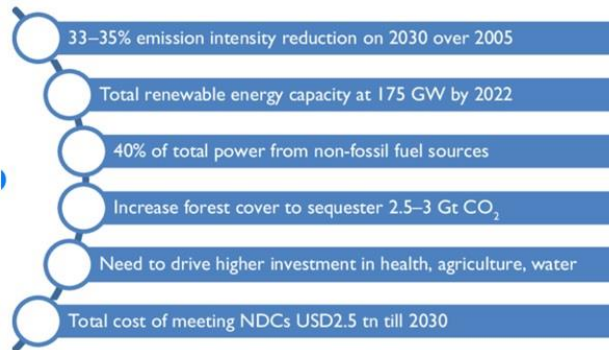 33–35% emission intensity reduction on 2030 over 2005
Total renewable energy capacity at 175 GW by 2022
40% of total power from non-fossil fuel sources
Increase forest cover to sequester 2.5–3 Gt CO₂
Need to drive higher investment in health, agriculture, water
Total cost of meeting NDCs USD2.5 tn till 2030